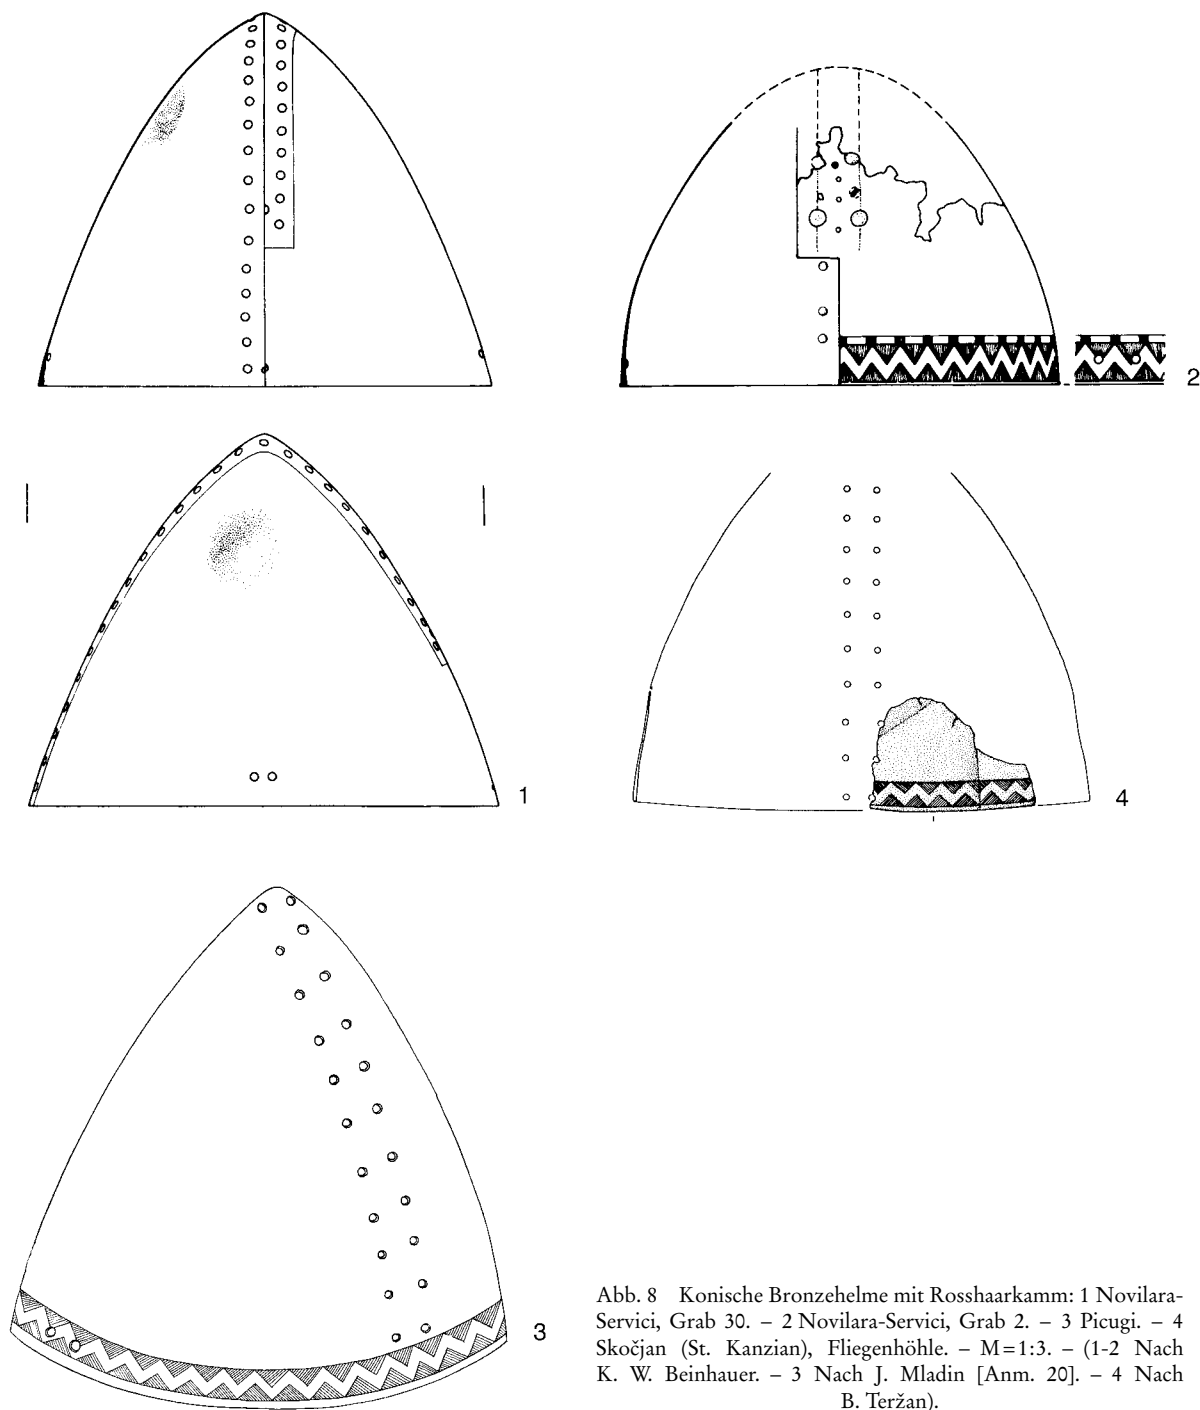 2
1
4
3
Abb. 8 Konische Bronzehelme mit Rosshaarkamm: 1 Novilara-
Servici, Grab 30. – 2 Novilara-Servici, Grab 2. – 3 Picugi. – 4
Skočjan (St. Kanzian), Fliegenhöhle. – M=1:3. – (1-2 Nach
K. W. Beinhauer. – 3 Nach J. Mladin [Anm. 20]. – 4 Nach
B. Teržan).